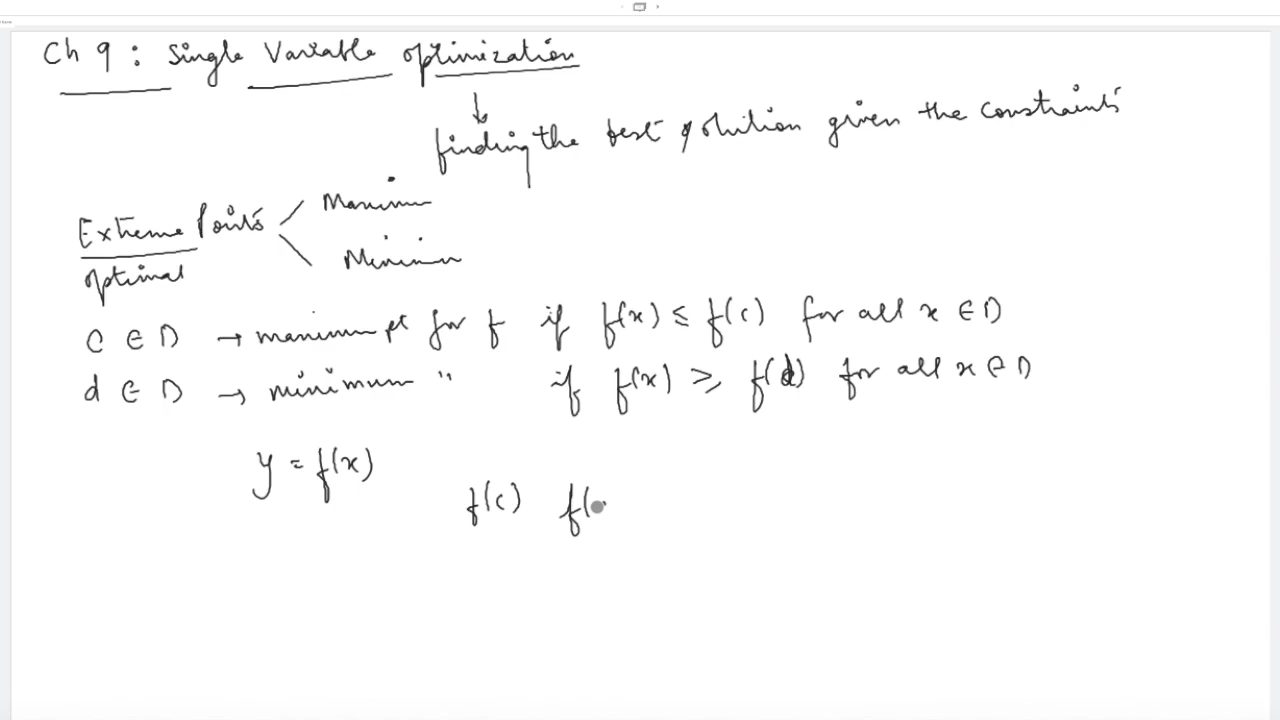 Ch 9 : Single Variable optimization
↓
finding the best solution given the constraints
Extreme Points < Maximum
Minimum
optimal
C ∈ D → maximum pt for f if f(x) ≤ f(c) for all x ∈ D
d ∈ D → minimum " if f(x) ≥ f(d) for all x ∈ D
y = f(x)
f(c) f(